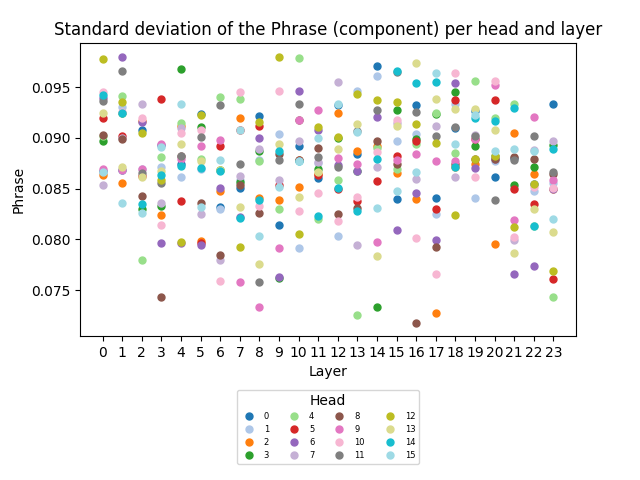 Standard deviation of the Phrase (component) per head and layer
Phrase
0.095
0.090
0.085
0.080
0.075
0 1 2 3 4 5 6 7 8 9 10 11 12 13 14 15 16 17 18 19 20 21 22 23
Layer
Head
0 4 8 12
1 5 9 13
2 6 10 14
3 7 11 15